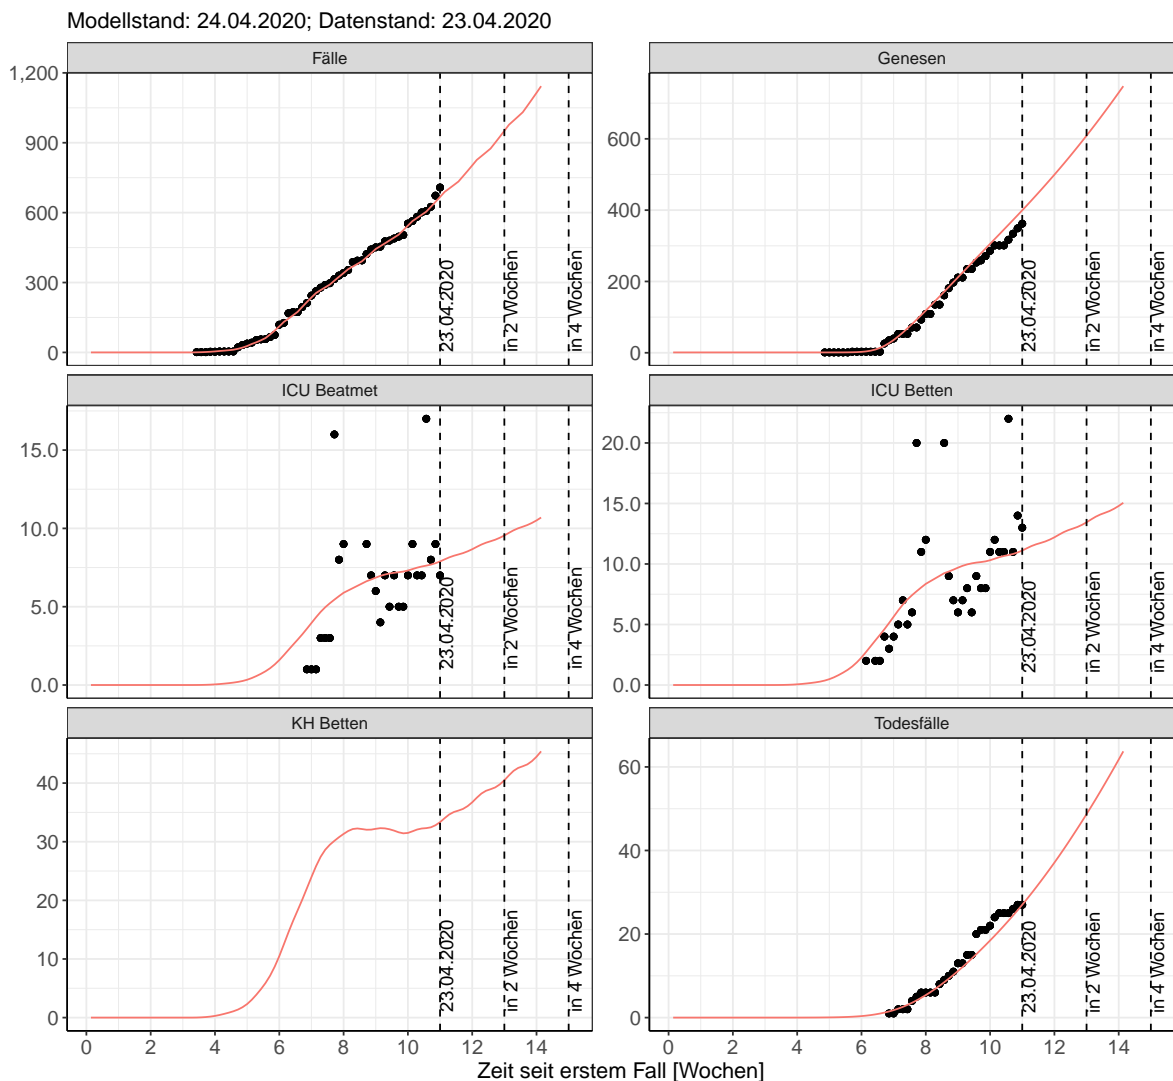 Modellstand: 24.04.2020; Datenstand: 23.04.2020
Fälle
Genesen
1,200
900
600
300
0
23.04.2020
in 2 Wochen
in 4 Wochen
600
400
200
0
23.04.2020
in 2 Wochen
in 4 Wochen
ICU Beatmet
ICU Betten
15.0
10.0
5.0
0.0
23.04.2020
in 2 Wochen
in 4 Wochen
20.0
15.0
10.0
5.0
0.0
23.04.2020
in 2 Wochen
in 4 Wochen
KH Betten
Todesfälle
40
30
20
10
0
23.04.2020
in 2 Wochen
in 4 Wochen
60
40
20
0
23.04.2020
in 2 Wochen
in 4 Wochen
0 2 4 6 8 10 12 14
0 2 4 6 8 10 12 14
Zeit seit erstem Fall [Wochen]